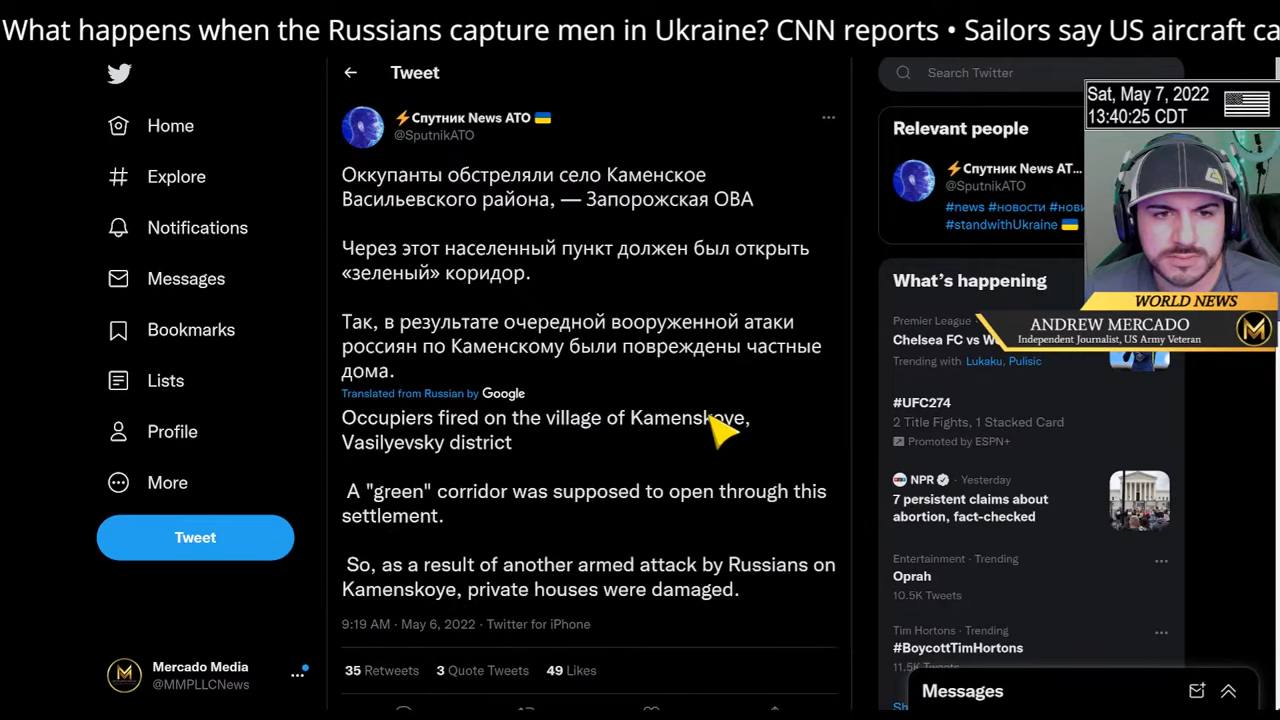 What happens when the Russians capture men in Ukraine? CNN reports • Sailors say US aircraft ca
Home
Explore
Notifications
Messages
Bookmarks
Lists
Profile
More
Tweet
Mercado Media
@MMPLLCNews
Tweet
⚡Спутник News АТО 🇺🇦
@SputnikATO
Оккупанты обстреляли село Каменское
Васильевского района, — Запорожская ОВА
Через этот населенный пункт должен был открыть
«зеленый» коридор.
Так, в результате очередной вооруженной атаки
россиян по Каменскому были повреждены частные
дома.
Translated from Russian by Google
Occupiers fired on the village of Kamenskoye,
Vasilyevsky district
A "green" corridor was supposed to open through this
settlement.
So, as a result of another armed attack by Russians on
Kamenskoye, private houses were damaged.
9:19 AM · May 6, 2022 · Twitter for iPhone
35 Retweets 3 Quote Tweets 49 Likes
Search Twitter
Sat, May 7, 2022
13:40:25 CDT
Relevant people
⚡Спутник News АТ...
@SputnikATO
#news #новости #нови
#standwithUkraine 🇺🇦
WORLD NEWS
ANDREW MERCADO
Independent Journalist, US Army Veteran
M
What's happening
Premier League ·
Chelsea FC vs W
Trending with Lukaku, Pulisic
#UFC274
2 Title Fights, 1 Stacked Card
Promoted by ESPN+
NPR · Yesterday
7 persistent claims about
abortion, fact-checked
Entertainment · Trending
Oprah
10.5K Tweets
Tim Hortons · Trending
#BoycottTimHortons
11.5K Tweets
Sh
Messages